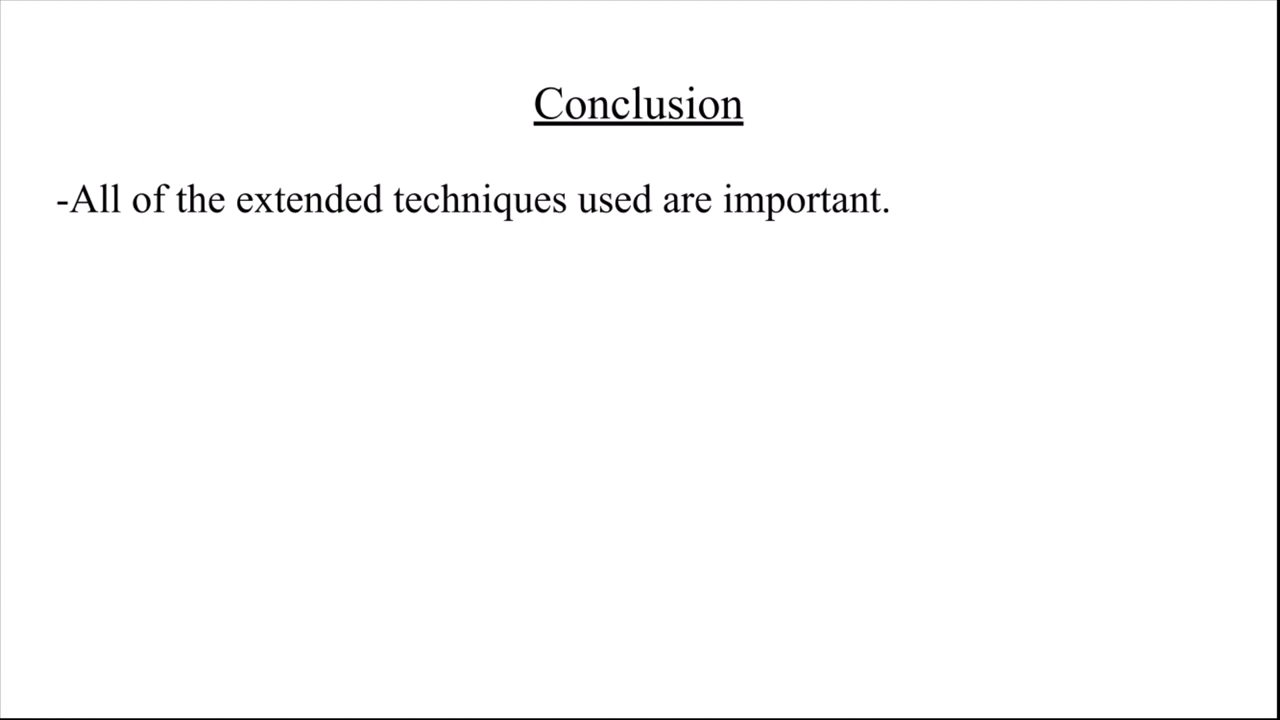 Conclusion
-All of the extended techniques used are important.